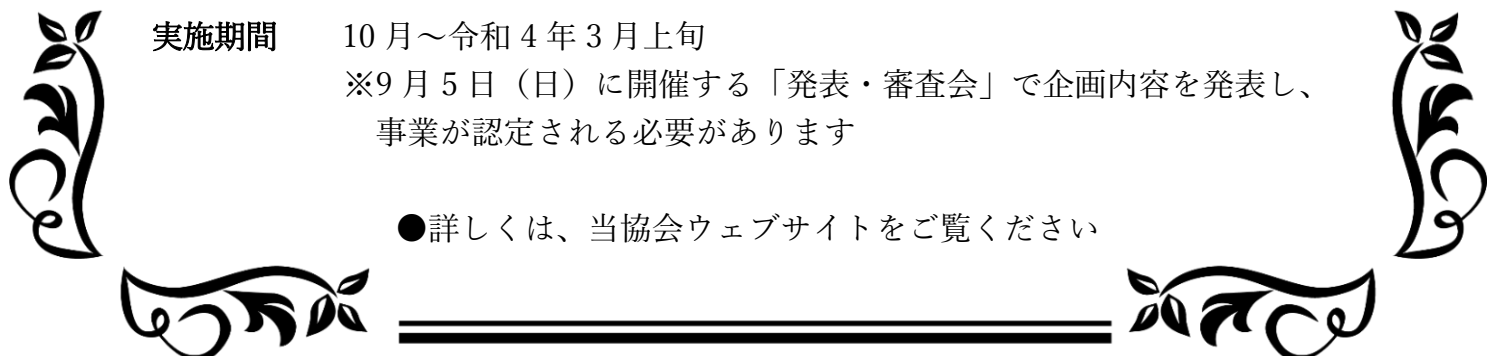 実施期間　　10 月～令和 4 年 3 月上旬
※9 月 5 日（日）に開催する「発表・審査会」で企画内容を発表し、
事業が認定される必要があります
●詳しくは、当協会ウェブサイトをご覧ください